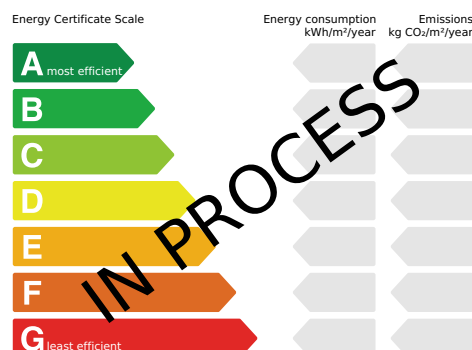 Energy Certificate Scale
Energy consumption
kWh/m²/year
Emissions
kg CO₂/m²/year
A most efficient
B
C
D
E
F
G least efficient
IN PROCESS